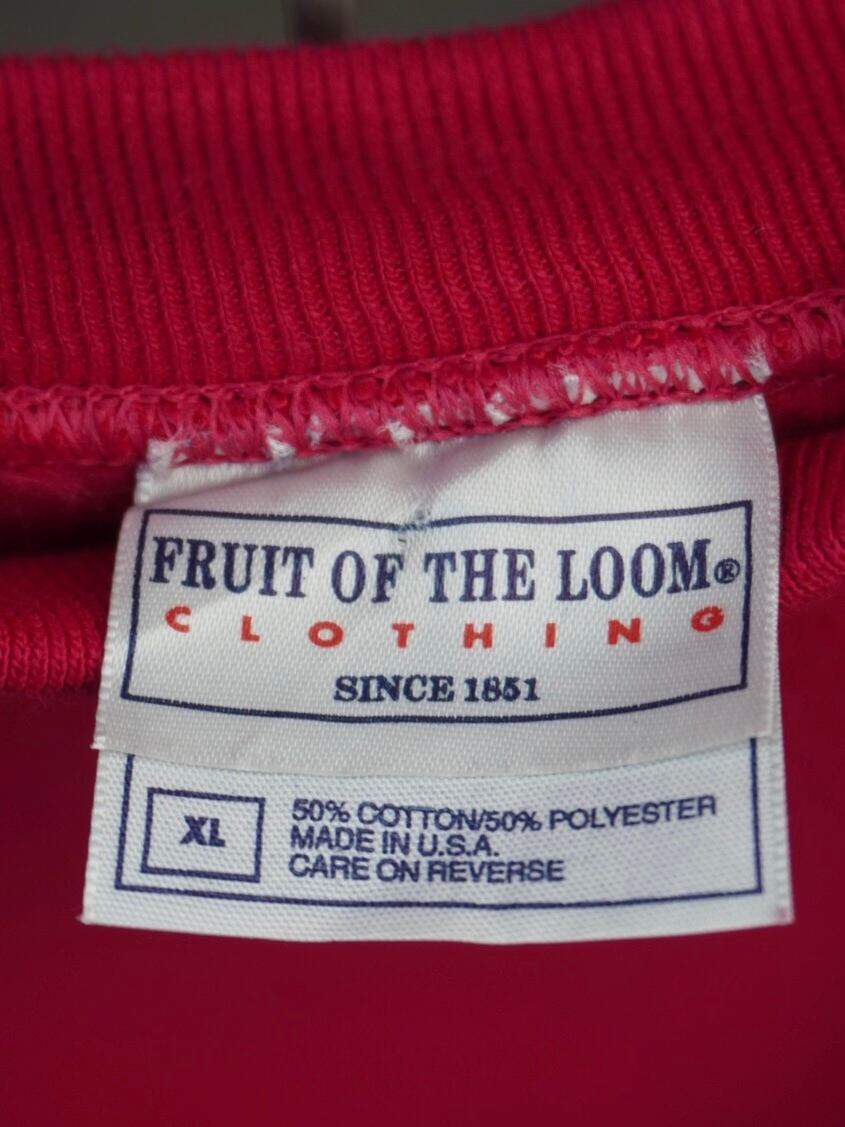 FRUIT OF THE LOOM®
CLOTHING
SINCE 1851
XL
50% COTTON/50% POLYESTER
MADE IN U.S.A.
CARE ON REVERSE